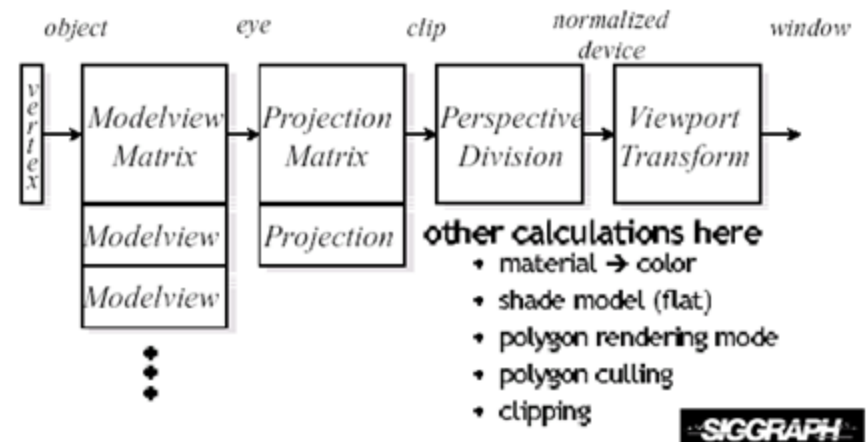 object eye clip normalized device window
vertex
Modelview Matrix
Projection Matrix
Perspective Division
Viewport Transform
Modelview
Projection
Modelview
other calculations here
• material → color
• shade model (flat)
• polygon rendering mode
• polygon culling
• clipping
SIGGRAPH